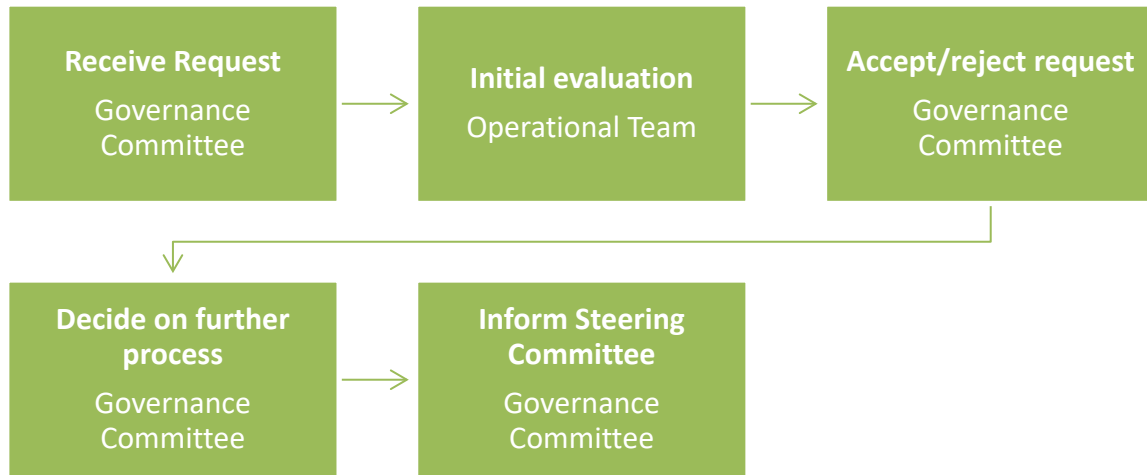 Receive Request
Governance
Committee
Initial evaluation
Operational Team
Accept/reject request
Governance
Committee
Decide on further
process
Governance
Committee
Inform Steering
Committee
Governance
Committee